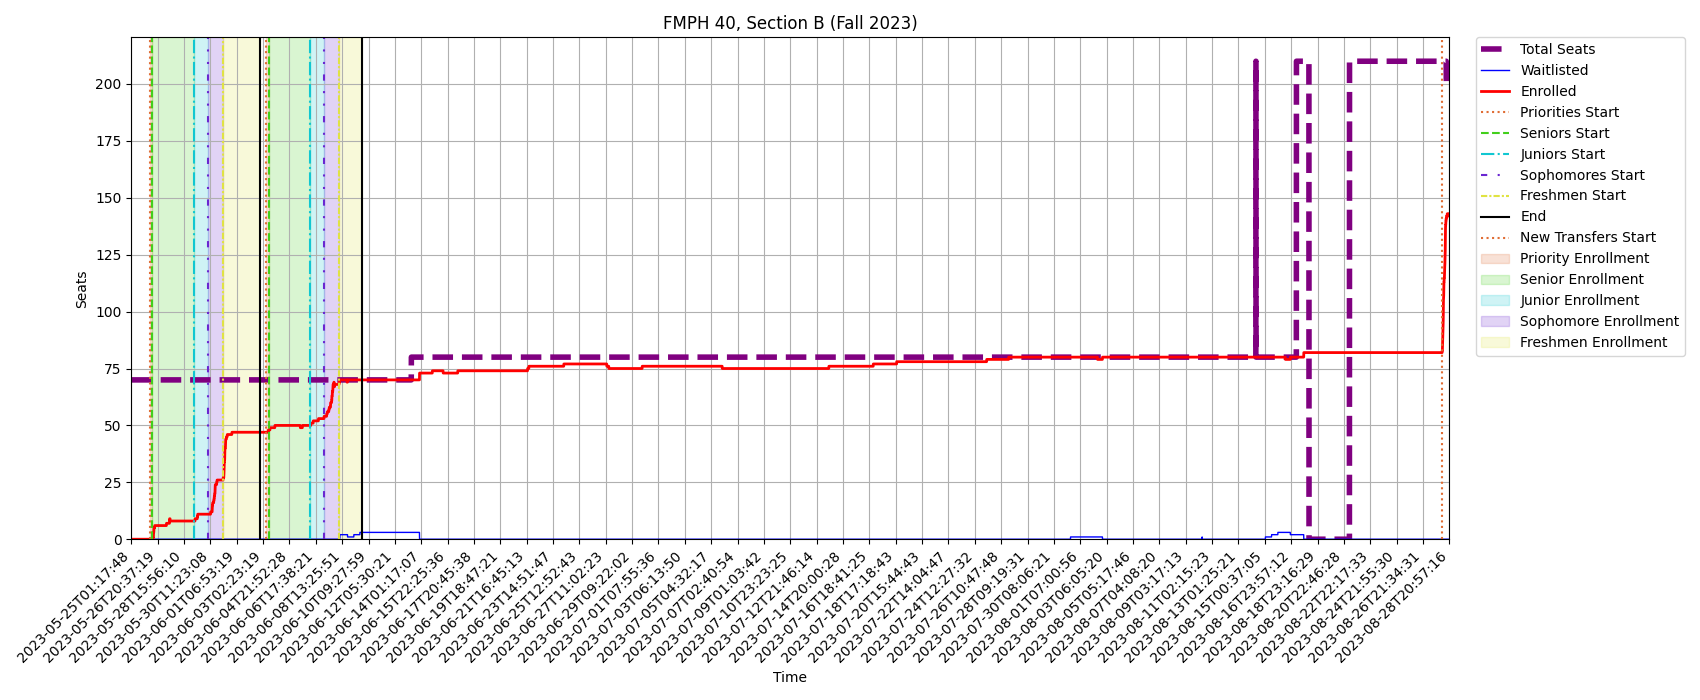 FMPH 40, Section B (Fall 2023)
Seats
200
175
150
125
100
75
50
25
0
2023-05-25T01:17:48
2023-05-26T20:37:19
2023-05-28T15:56:10
2023-05-30T11:23:08
2023-06-01T06:53:19
2023-06-03T02:23:19
2023-06-04T21:52:28
2023-06-06T17:38:21
2023-06-08T13:25:51
2023-06-10T09:27:59
2023-06-12T05:30:21
2023-06-14T01:17:07
2023-06-15T22:25:36
2023-06-17T20:45:38
2023-06-19T18:47:21
2023-06-21T16:45:13
2023-06-23T14:51:47
2023-06-25T12:52:43
2023-06-27T11:02:23
2023-06-29T09:22:02
2023-07-01T07:55:36
2023-07-03T06:13:50
2023-07-05T04:32:17
2023-07-07T02:40:54
2023-07-09T01:03:42
2023-07-10T23:23:25
2023-07-12T21:46:14
2023-07-14T20:00:28
2023-07-16T18:41:25
2023-07-18T17:18:43
2023-07-20T15:44:43
2023-07-22T14:04:47
2023-07-24T12:27:32
2023-07-26T10:47:48
2023-07-28T09:19:31
2023-07-30T08:06:21
2023-08-01T07:00:56
2023-08-03T06:05:20
2023-08-05T05:17:46
2023-08-07T04:08:20
2023-08-09T03:17:13
2023-08-11T02:15:23
2023-08-13T01:25:21
2023-08-15T00:37:05
2023-08-16T23:57:12
2023-08-18T23:16:29
2023-08-20T22:46:28
2023-08-22T22:17:33
2023-08-24T21:55:30
2023-08-26T21:34:31
2023-08-28T20:57:16
Time
Total Seats
Waitlisted
Enrolled
Priorities Start
Seniors Start
Juniors Start
Sophomores Start
Freshmen Start
End
New Transfers Start
Priority Enrollment
Senior Enrollment
Junior Enrollment
Sophomore Enrollment
Freshmen Enrollment